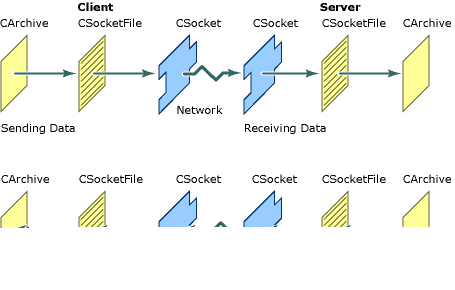 Client Server
CArchive CSocketFile CSocket CSocket CSocketFile CArchive
Network
Sending Data Receiving Data
CArchive CSocketFile CSocket CSocket CSocketFile CArchive